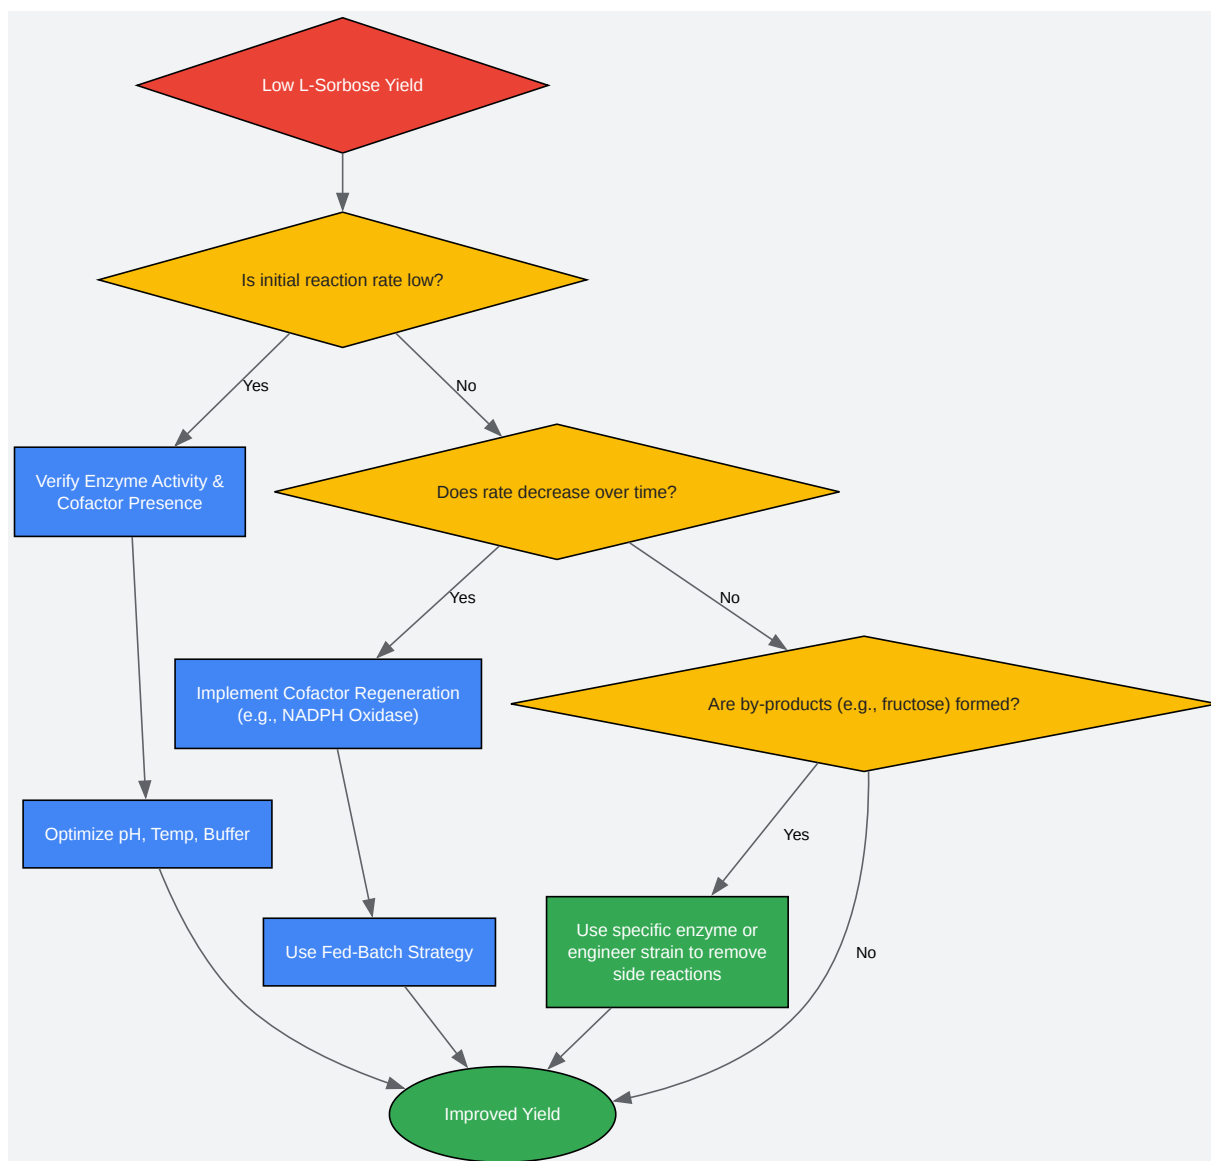 Low L-Sorbose Yield
Is initial reaction rate low?
Yes
No
Verify Enzyme Activity &
Cofactor Presence
Does rate decrease over time?
Yes
No
Implement Cofactor Regeneration
(e.g., NADPH Oxidase)
Are by-products (e.g., fructose) formed?
Optimize pH, Temp, Buffer
Yes
Use Fed-Batch Strategy
Use specific enzyme or
engineer strain to remove
side reactions
No
Improved Yield